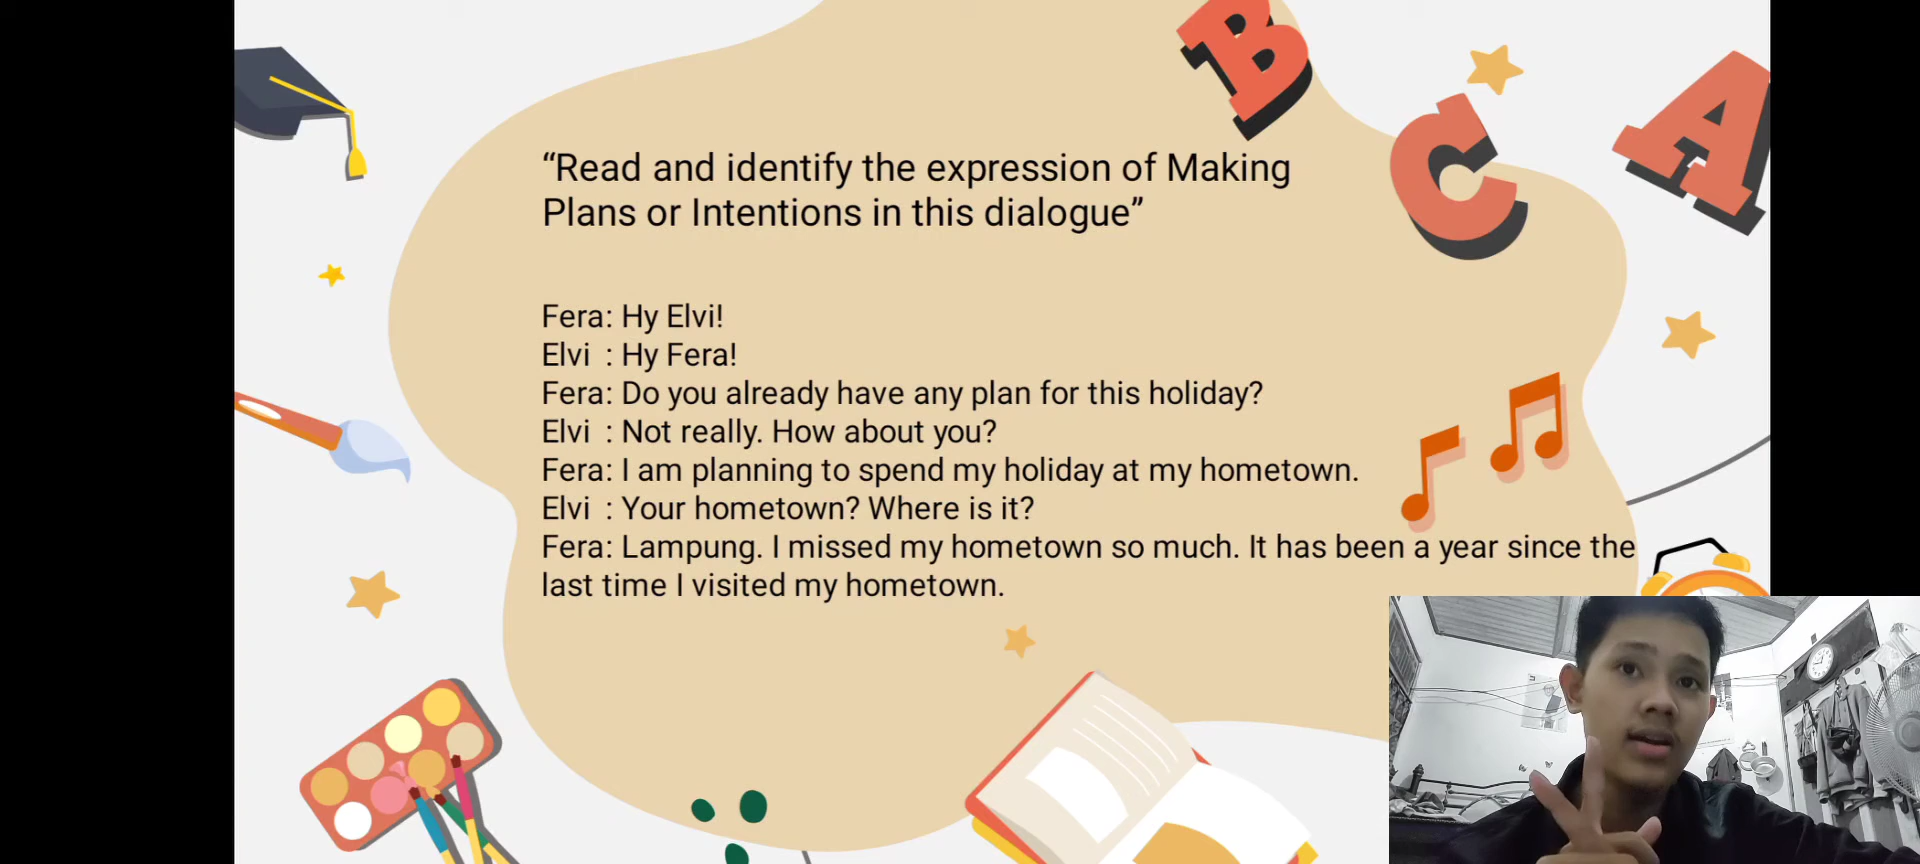 B
C
A
“Read and identify the expression of Making
Plans or Intentions in this dialogue”
Fera: Hy Elvi!
Elvi : Hy Fera!
Fera: Do you already have any plan for this holiday?
Elvi : Not really. How about you?
Fera: I am planning to spend my holiday at my hometown.
Elvi : Your hometown? Where is it?
Fera: Lampung. I missed my hometown so much. It has been a year since the
last time I visited my hometown.